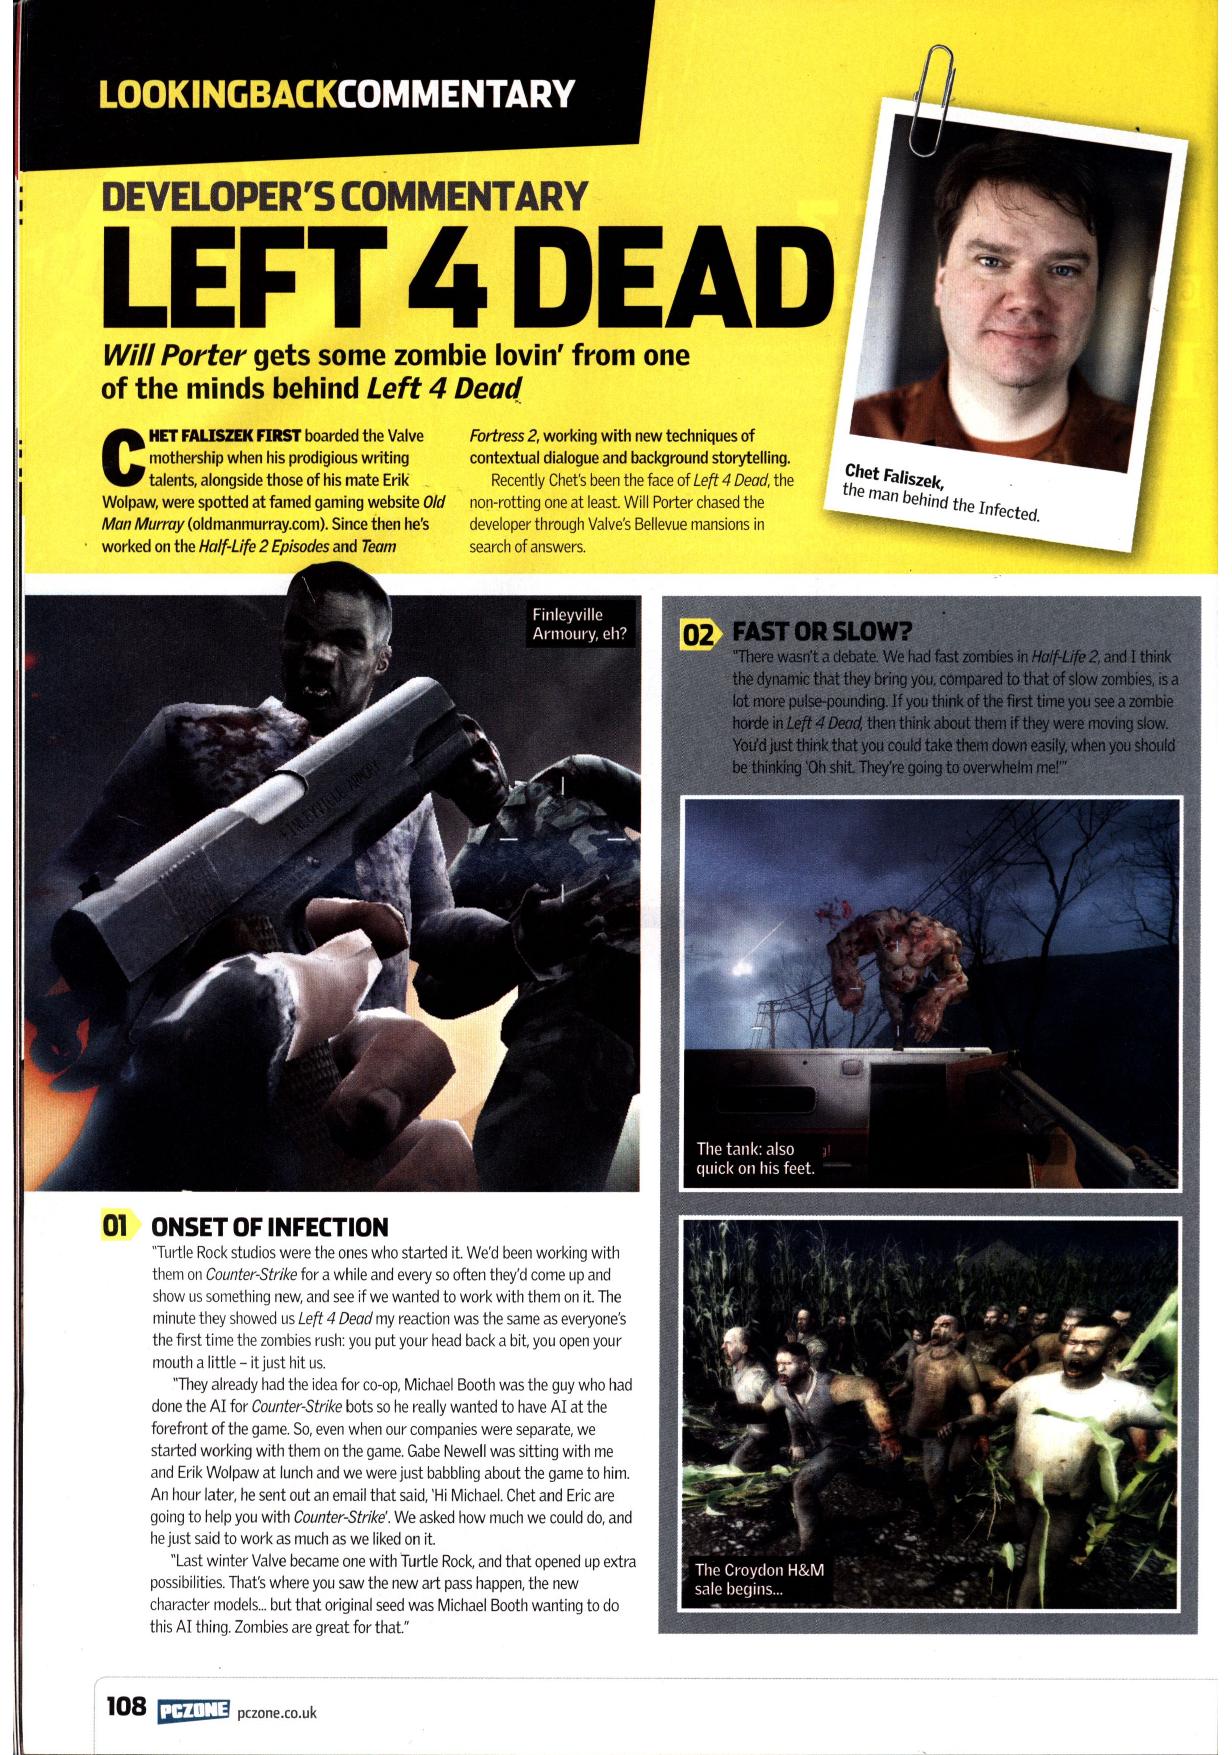 LOOKINGBACKCOMMENTARY
DEVELOPER'S COMMENTARY
LEFT 4 DEAD
Will Porter gets some zombie lovin' from one
of the minds behind Left 4 Dead
CHET FALISZEK FIRST boarded the Valve
mothership when his prodigious writing
talents, alongside those of his mate Erik
Wolpaw, were spotted at famed gaming website Old
Man Murray (oldmanmurray.com). Since then he's
worked on the Half-Life 2 Episodes and Team
Fortress 2, working with new techniques of
contextual dialogue and background storytelling.
Recently Chet's been the face of Left 4 Dead, the
non-rotting one at least. Will Porter chased the
developer through Valve's Bellevue mansions in
search of answers.
Chet Faliszek,
the man behind the Infected.
Finleyville
Armoury, eh?
01 ONSET OF INFECTION
"Turtle Rock studios were the ones who started it. We'd been working with
them on Counter-Strike for a while and every so often they'd come up and
show us something new, and see if we wanted to work with them on it. The
minute they showed us Left 4 Dead my reaction was the same as everyone's
the first time the zombies rush: you put your head back a bit, you open your
mouth a little – it just hit us.
"They already had the idea for co-op, Michael Booth was the guy who had
done the AI for Counter-Strike bots so he really wanted to have AI at the
forefront of the game. So, even when our companies were separate, we
started working with them on the game. Gabe Newell was sitting with me
and Erik Wolpaw at lunch and we were just babbling about the game to him.
An hour later, he sent out an email that said, 'Hi Michael. Chet and Eric are
going to help you with Counter-Strike'. We asked how much we could do, and
he just said to work as much as we liked on it.
"Last winter Valve became one with Turtle Rock, and that opened up extra
possibilities. That's where you saw the new art pass happen, the new
character models... but that original seed was Michael Booth wanting to do
this AI thing. Zombies are great for that."
02 FAST OR SLOW?
"There wasn't a debate. We had fast zombies in Half-Life 2, and I think
the dynamic that they bring you, compared to that of slow zombies, is a
lot more pulse-pounding. If you think of the first time you see a zombie
horde in Left 4 Dead, then think about them if they were moving slow.
You'd just think that you could take them down easily, when you should
be thinking 'Oh shit. They're going to overwhelm me!'"
The tank: also
quick on his feet.
The Croydon H&M
sale begins...
108 PCZONE pczone.co.uk